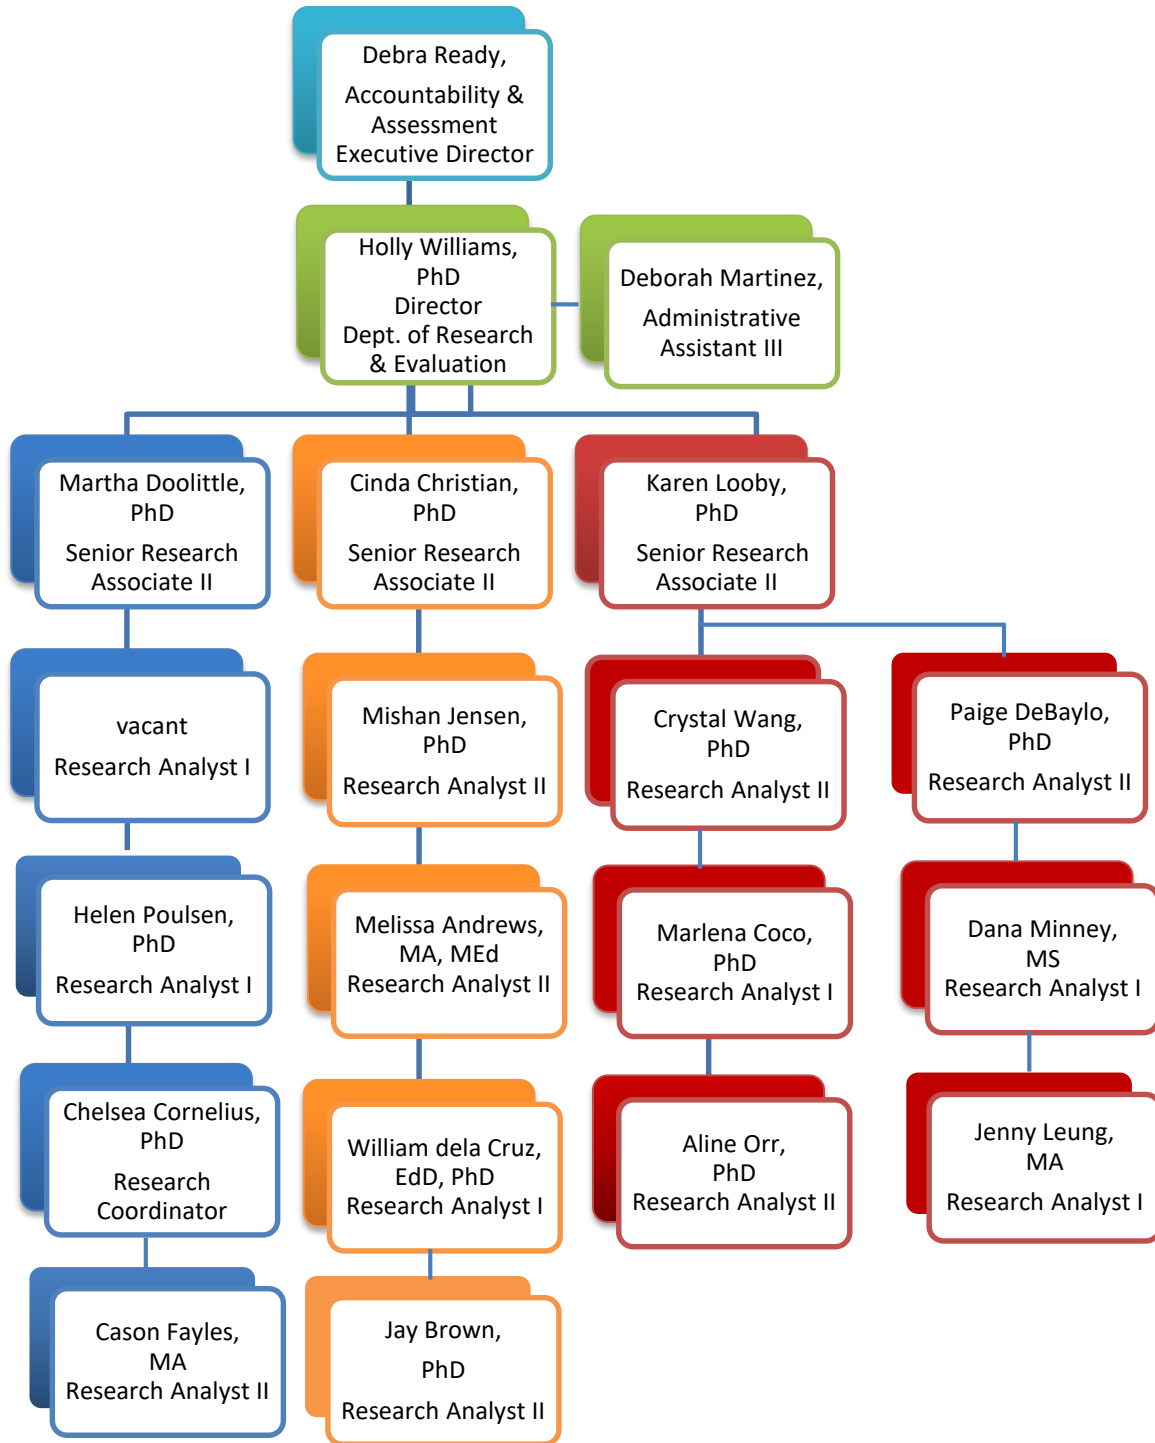 Debra Ready,
Accountability &
Assessment
Executive Director
Holly Williams,
PhD
Director
Dept. of Research
& Evaluation
Deborah Martinez,
Administrative
Assistant III
Martha Doolittle,
PhD
Senior Research
Associate II
Cinda Christian,
PhD
Senior Research
Associate II
Karen Looby,
PhD
Senior Research
Associate II
vacant
Research Analyst I
Mishan Jensen,
PhD
Research Analyst II
Crystal Wang,
PhD
Research Analyst II
Paige DeBaylo,
PhD
Research Analyst II
Helen Poulsen,
PhD
Research Analyst I
Melissa Andrews,
MA, MEd
Research Analyst II
Marlena Coco,
PhD
Research Analyst I
Dana Minney,
MS
Research Analyst I
Chelsea Cornelius,
PhD
Research
Coordinator
William dela Cruz,
EdD, PhD
Research Analyst I
Aline Orr,
PhD
Research Analyst II
Jenny Leung,
MA
Research Analyst I
Cason Fayles,
MA
Research Analyst II
Jay Brown,
PhD
Research Analyst II